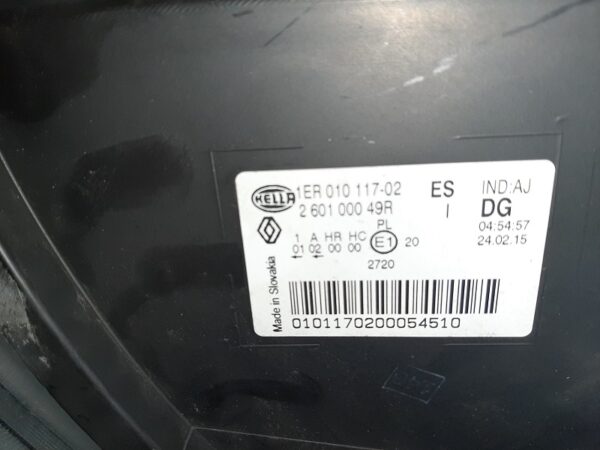 HELLA
1ER 010 117-02
2 601 000 49R
ES
I
IND:AJ
DG
04:54:57
24.02.15
1 A HR HC PL
01 02 00 00 E1 20
2720
Made in Slovakia
0101170200054510